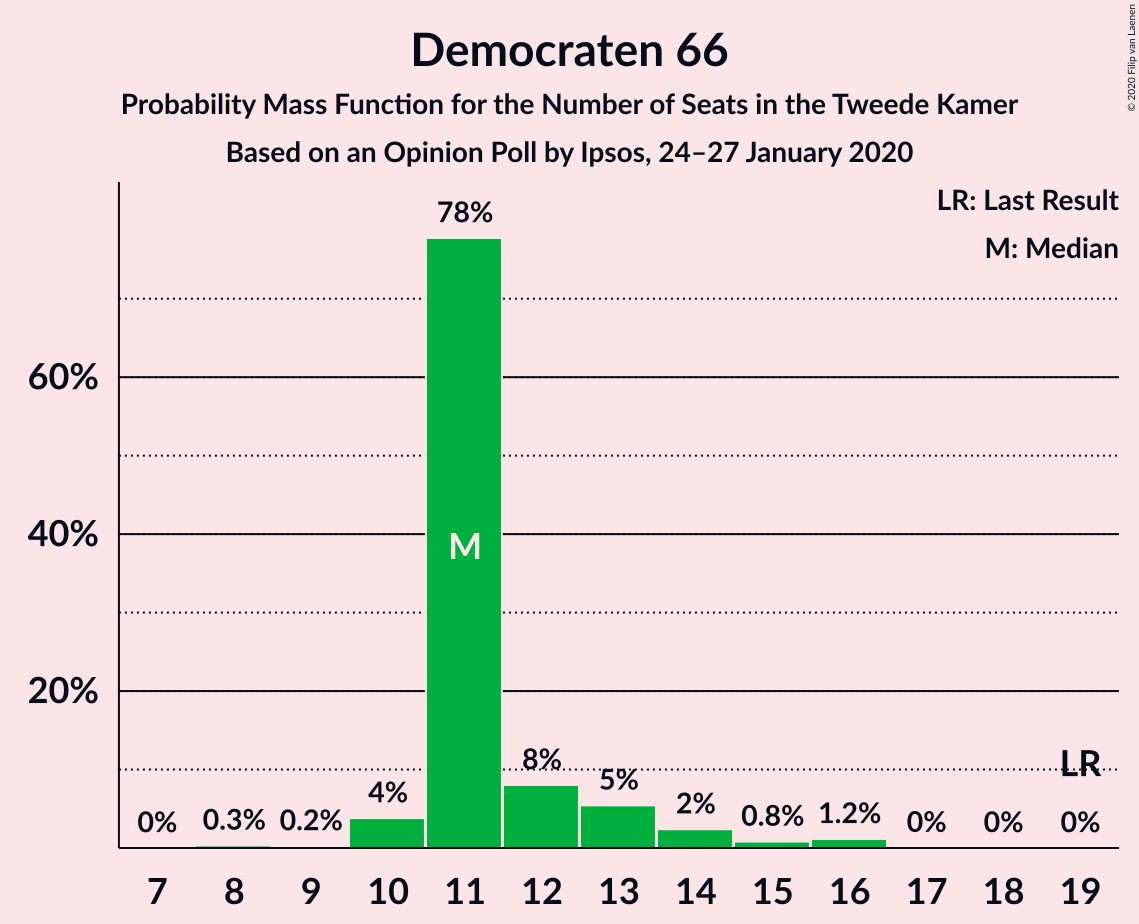 Democraten 66
Probability Mass Function for the Number of Seats in the Tweede Kamer
Based on an Opinion Poll by Ipsos, 24–27 January 2020
© 2020 Filip van Laenen
LR: Last Result
M: Median
78%
60%
40%
M
20%
8%
LR
5%
4%
2%
1.2%
0.8%
0%
0.3%
0.2%
0%
0%
0%
7 8 9 10 11 12 13 14 15 16 17 18 19